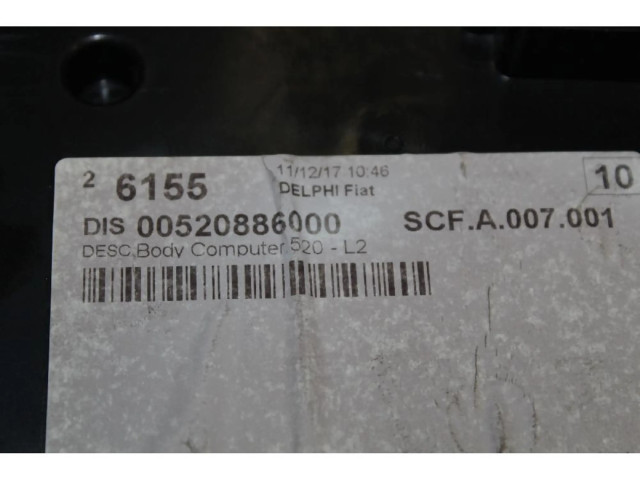 2 6155 11/12/17 10:46 10
DELPHI Fiat
DIS 00520886000 SCF.A.007.001
DESC Body Computer 520 - L2